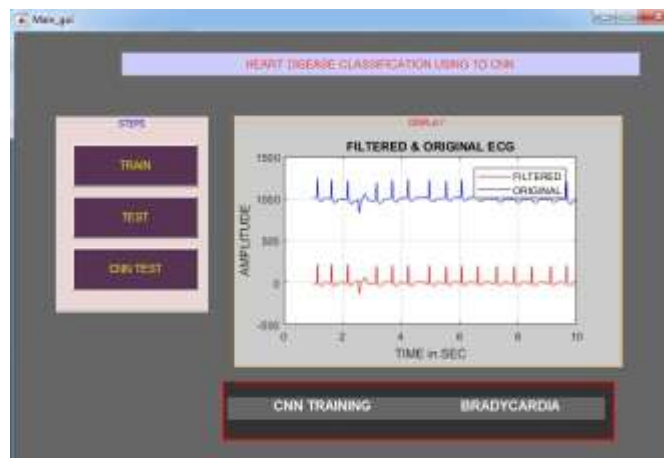 Main_gui
HEART DISEASE CLASSIFICATION USING 1D CNN
STEPS
TRAIN
TEST
CNN TEST
DISPLAY
FILTERED & ORIGINAL ECG
FILTERED
ORIGINAL
1500
1000
500
0
-500
AMPLITUDE
0 2 4 6 8 10
TIME in SEC
CNN TRAINING BRADYCARDIA